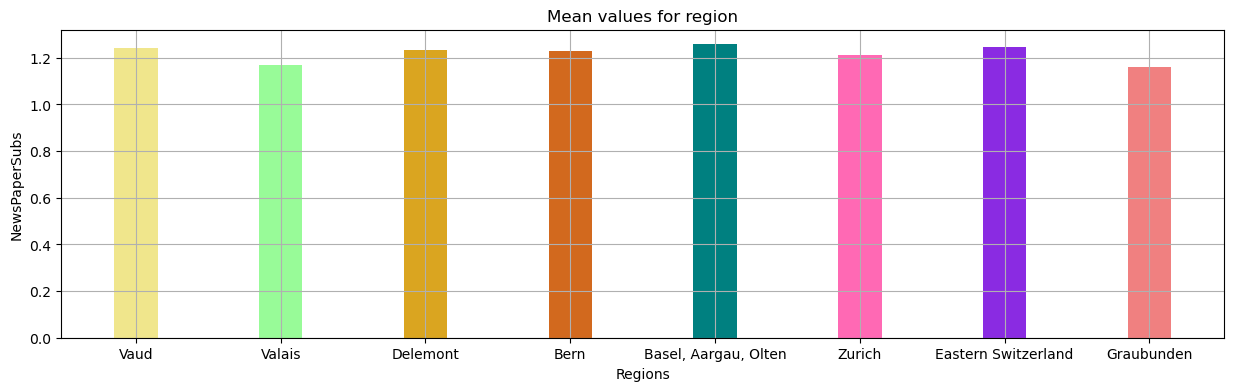 Mean values for region
NewsPaperSubs
1.2
1.0
0.8
0.6
0.4
0.2
0.0
Vaud Valais Delemont Bern Basel, Aargau, Olten Zurich Eastern Switzerland Graubunden
Regions